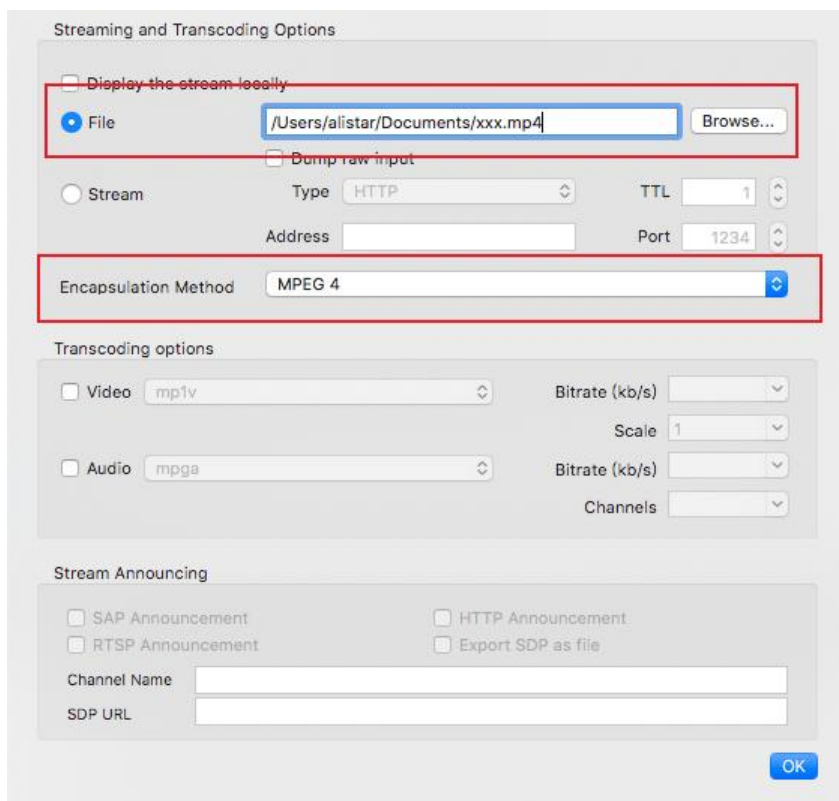 Streaming and Transcoding Options
Display the stream locally
File /Users/alistar/Documents/xxx.mp4 Browse...
Dump raw input
Stream Type HTTP TTL 1
Address Port 1234
Encapsulation Method MPEG 4
Transcoding options
Video mp1v Bitrate (kb/s)
Scale 1
Audio mpga Bitrate (kb/s)
Channels
Stream Announcing
SAP Announcement HTTP Announcement
RTSP Announcement Export SDP as file
Channel Name
SDP URL
OK